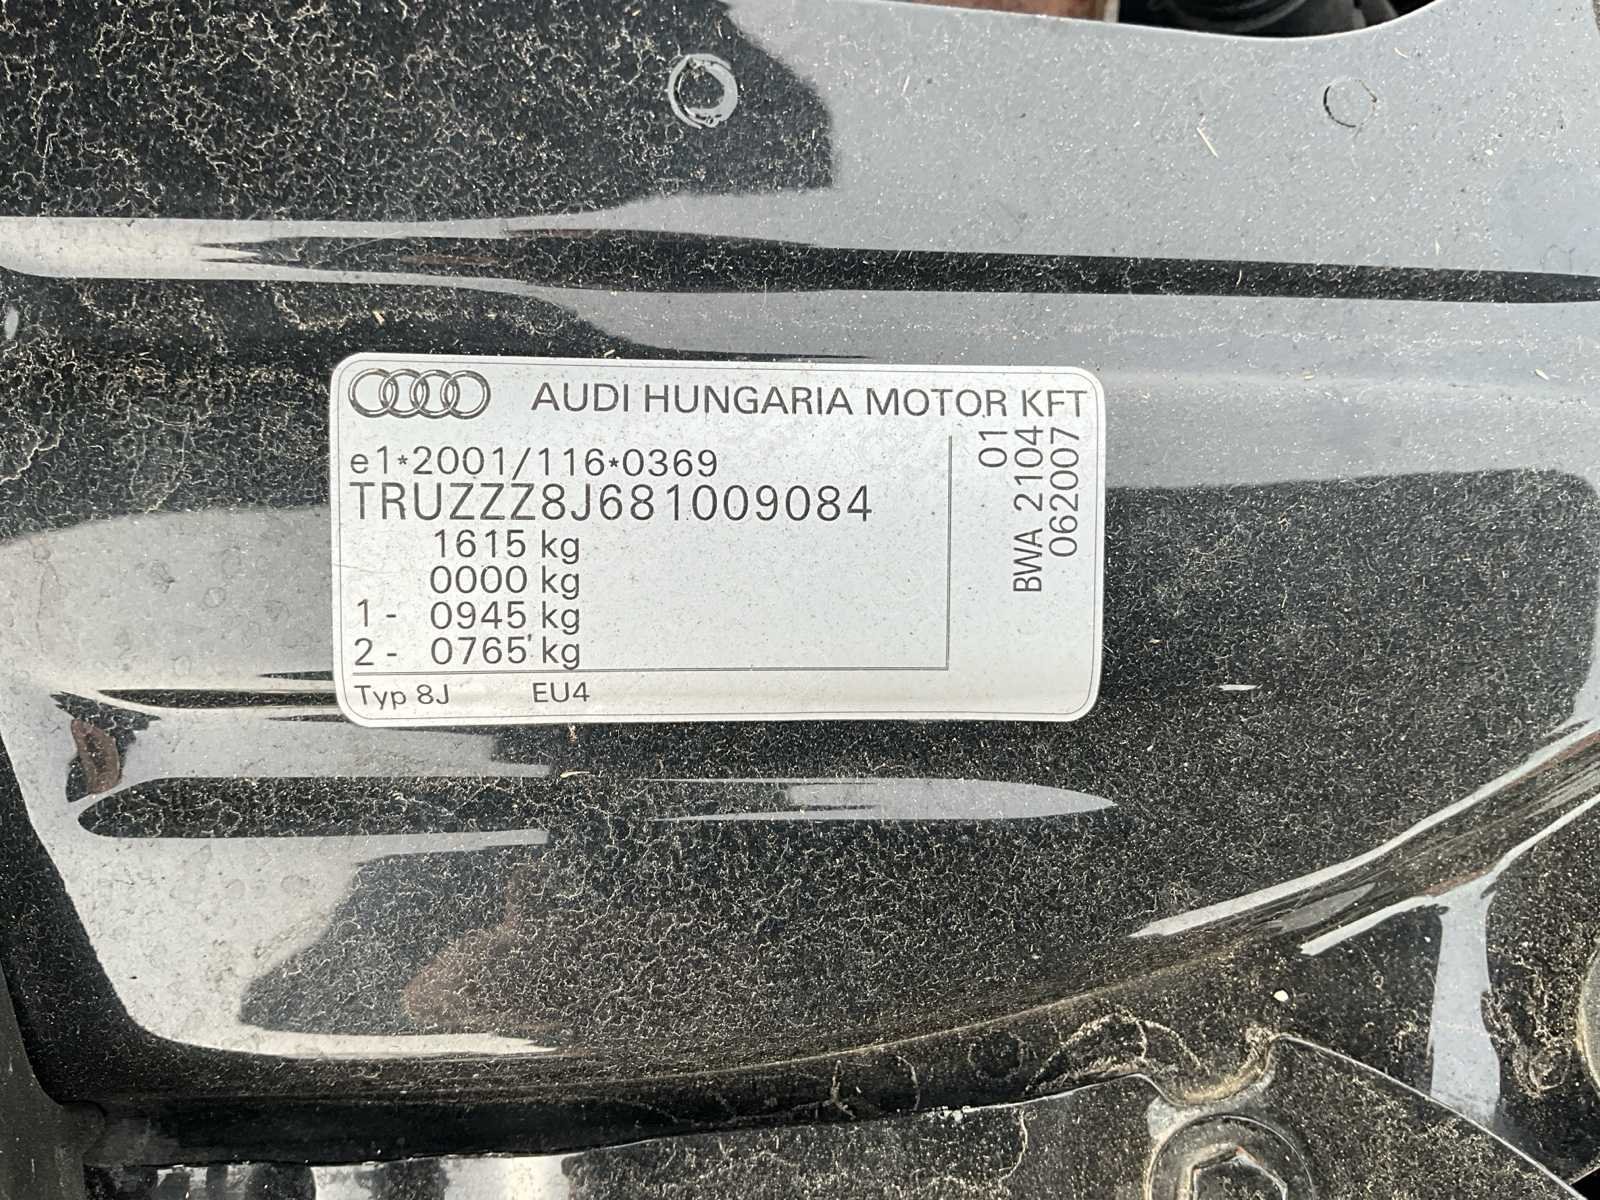 AUDI HUNGARIA MOTOR KFT
e1*2001/116*0369
TRUZZZ8J681009084
1615 kg
0000 kg
1 - 0945 kg
2 - 0765 kg
Typ 8J EU4
01
BWA 2104
062007